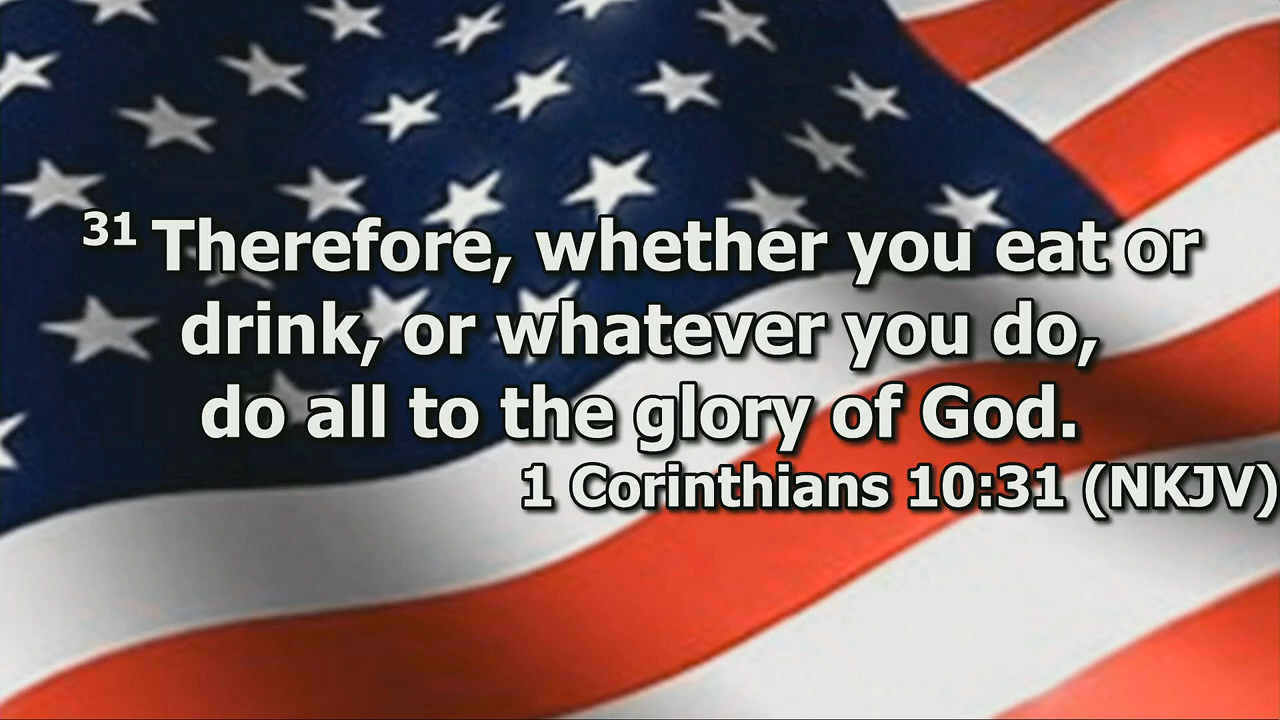 31 Therefore, whether you eat or
drink, or whatever you do,
do all to the glory of God.
1 Corinthians 10:31 (NKJV)